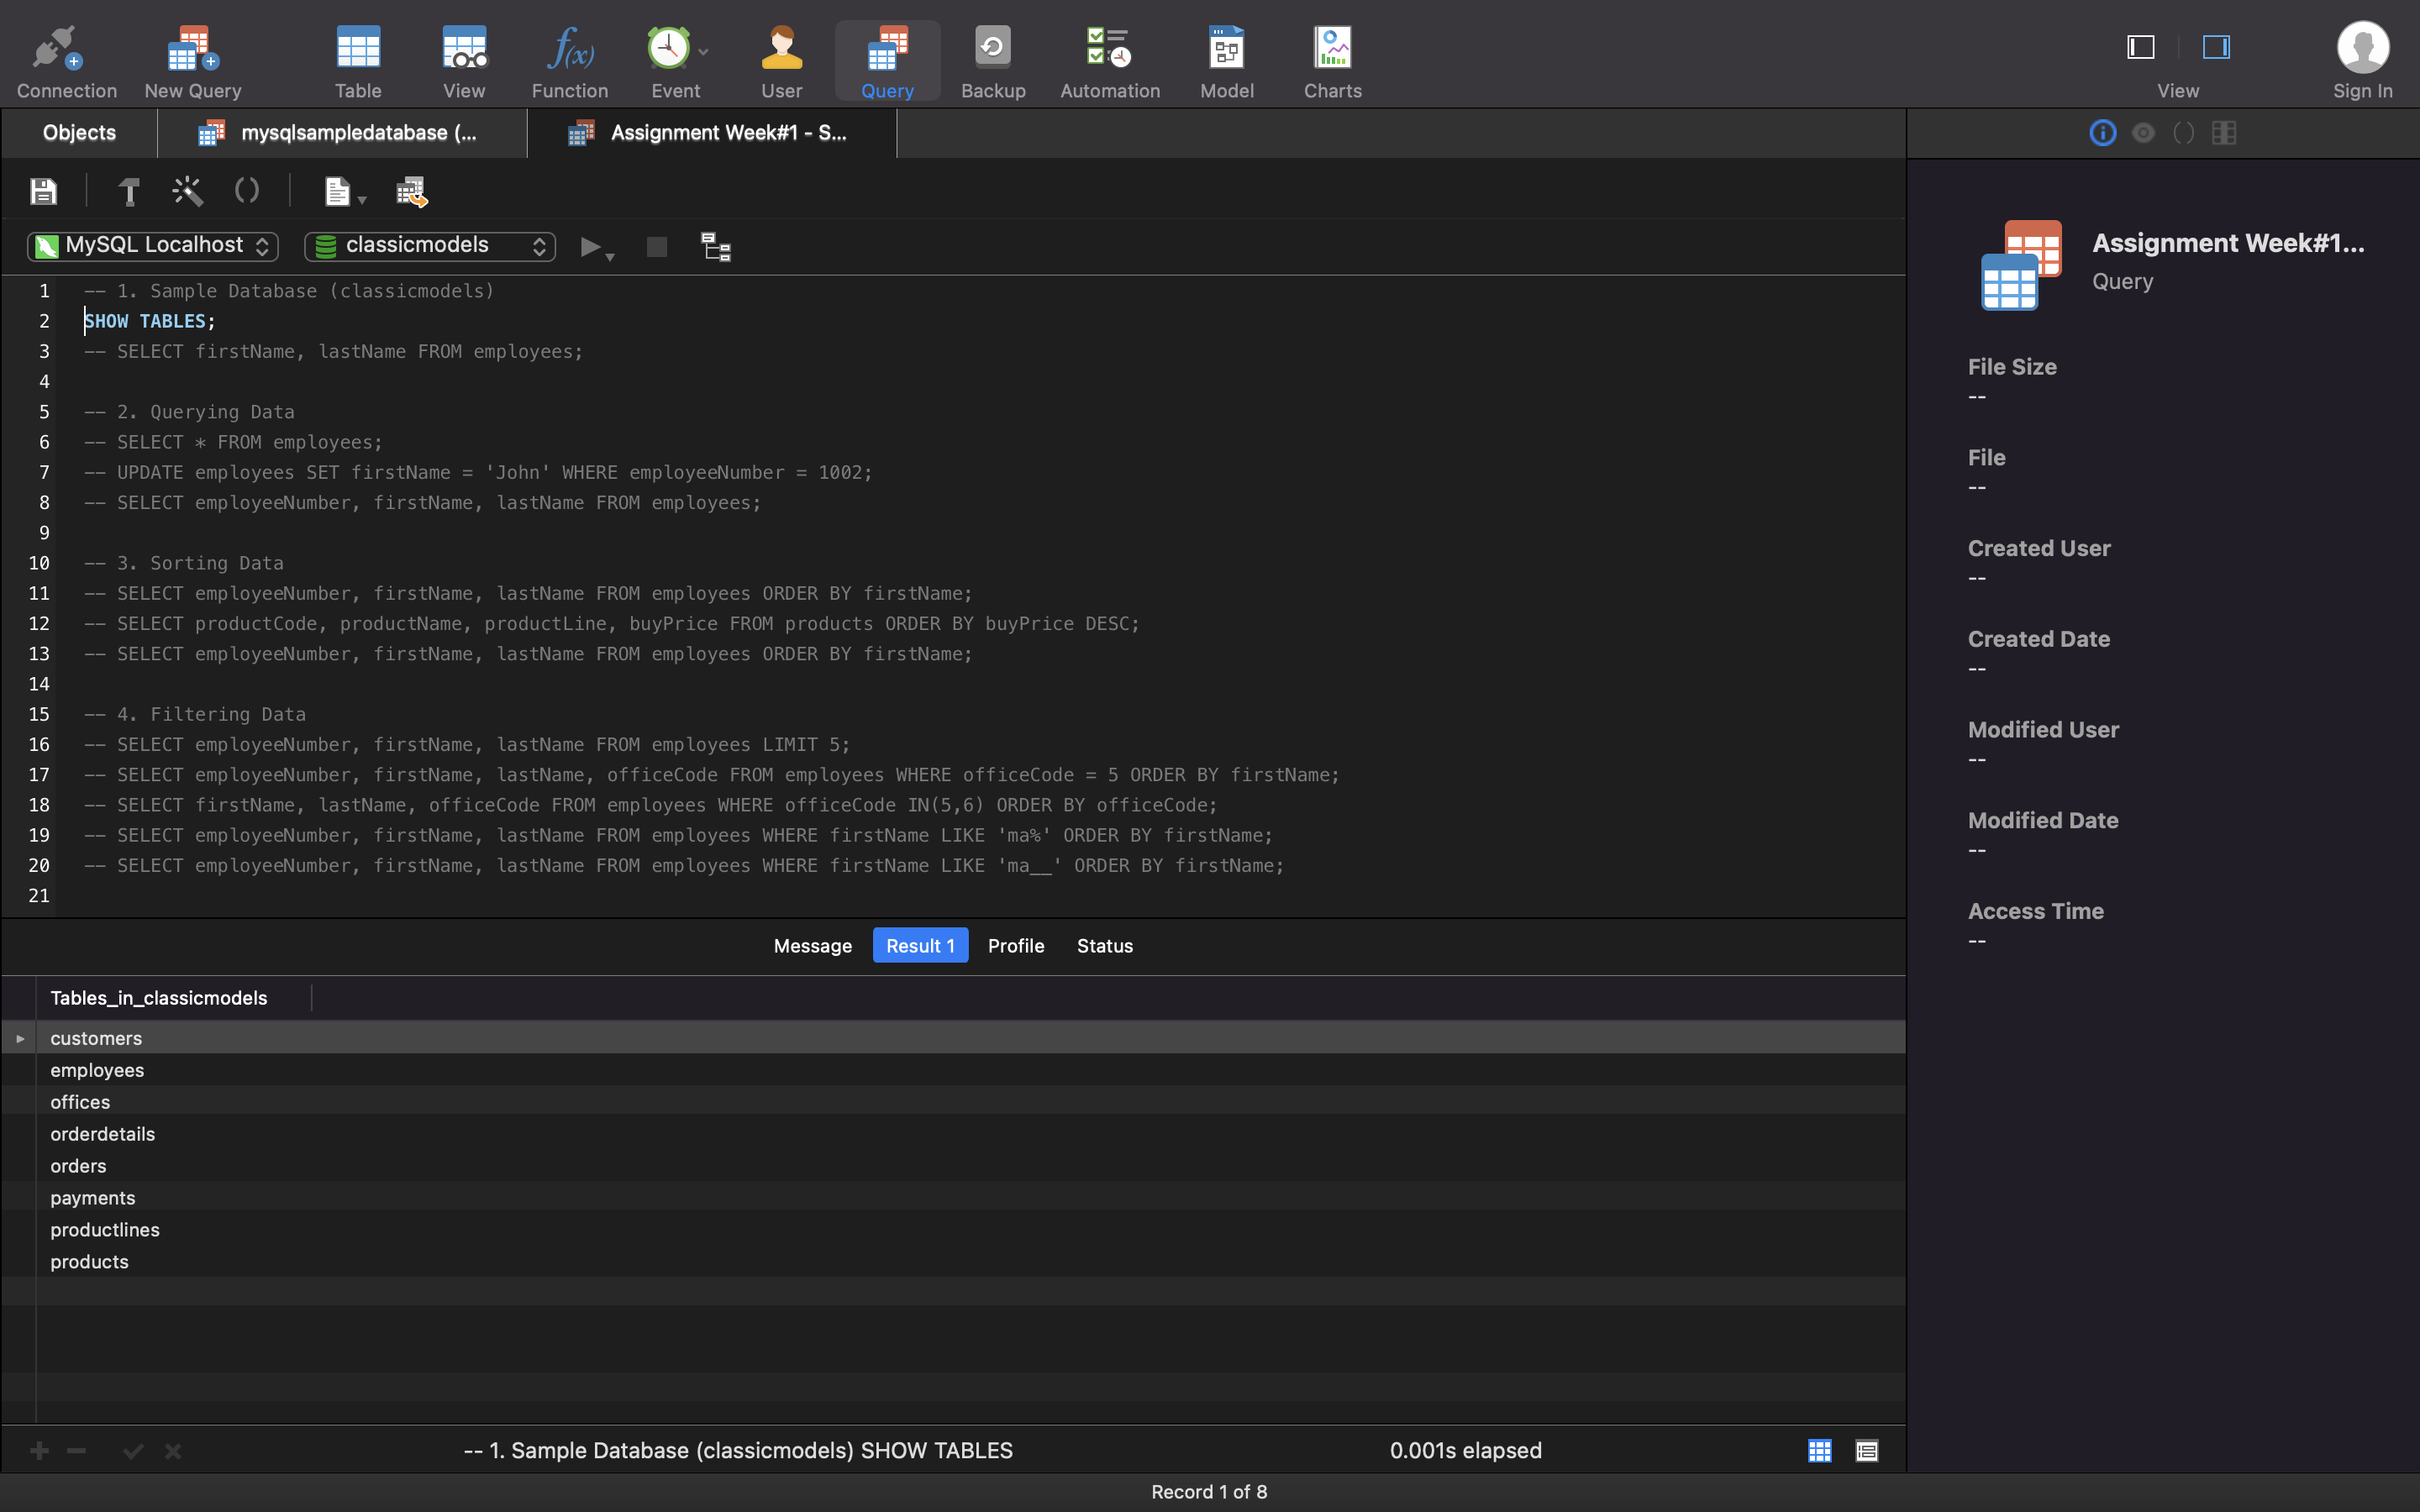 Connection New Query Table View Function Event User Query Backup Automation Model Charts View Sign In
Objects mysqlsampledatabase (... Assignment Week#1 - S...
MySQL Localhost classicmodels
1 -- 1. Sample Database (classicmodels)
2 SHOW TABLES;
3 -- SELECT firstName, lastName FROM employees;
4
5 -- 2. Querying Data
6 -- SELECT * FROM employees;
7 -- UPDATE employees SET firstName = 'John' WHERE employeeNumber = 1002;
8 -- SELECT employeeNumber, firstName, lastName FROM employees;
9
10 -- 3. Sorting Data
11 -- SELECT employeeNumber, firstName, lastName FROM employees ORDER BY firstName;
12 -- SELECT productCode, productName, productLine, buyPrice FROM products ORDER BY buyPrice DESC;
13 -- SELECT employeeNumber, firstName, lastName FROM employees ORDER BY firstName;
14
15 -- 4. Filtering Data
16 -- SELECT employeeNumber, firstName, lastName FROM employees LIMIT 5;
17 -- SELECT employeeNumber, firstName, lastName, officeCode FROM employees WHERE officeCode = 5 ORDER BY firstName;
18 -- SELECT firstName, lastName, officeCode FROM employees WHERE officeCode IN(5,6) ORDER BY officeCode;
19 -- SELECT employeeNumber, firstName, lastName FROM employees WHERE firstName LIKE 'ma%' ORDER BY firstName;
20 -- SELECT employeeNumber, firstName, lastName FROM employees WHERE firstName LIKE 'ma__' ORDER BY firstName;
21
Message Result 1 Profile Status
Tables_in_classicmodels
customers
employees
offices
orderdetails
orders
payments
productlines
products
-- 1. Sample Database (classicmodels) SHOW TABLES 0.001s elapsed
Record 1 of 8
Assignment Week#1...
Query
File Size
--
File
--
Created User
--
Created Date
--
Modified User
--
Modified Date
--
Access Time
--